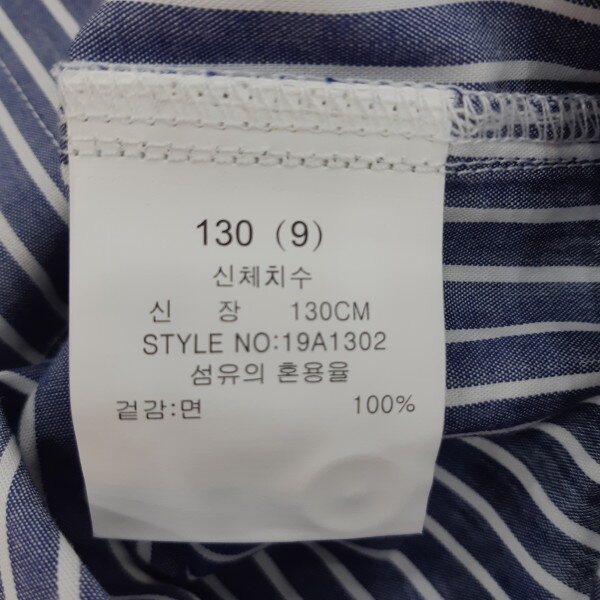 130 (9)
신체치수
신 장 130CM
STYLE NO:19A1302
섬유의 혼용율
겉감:면 100%